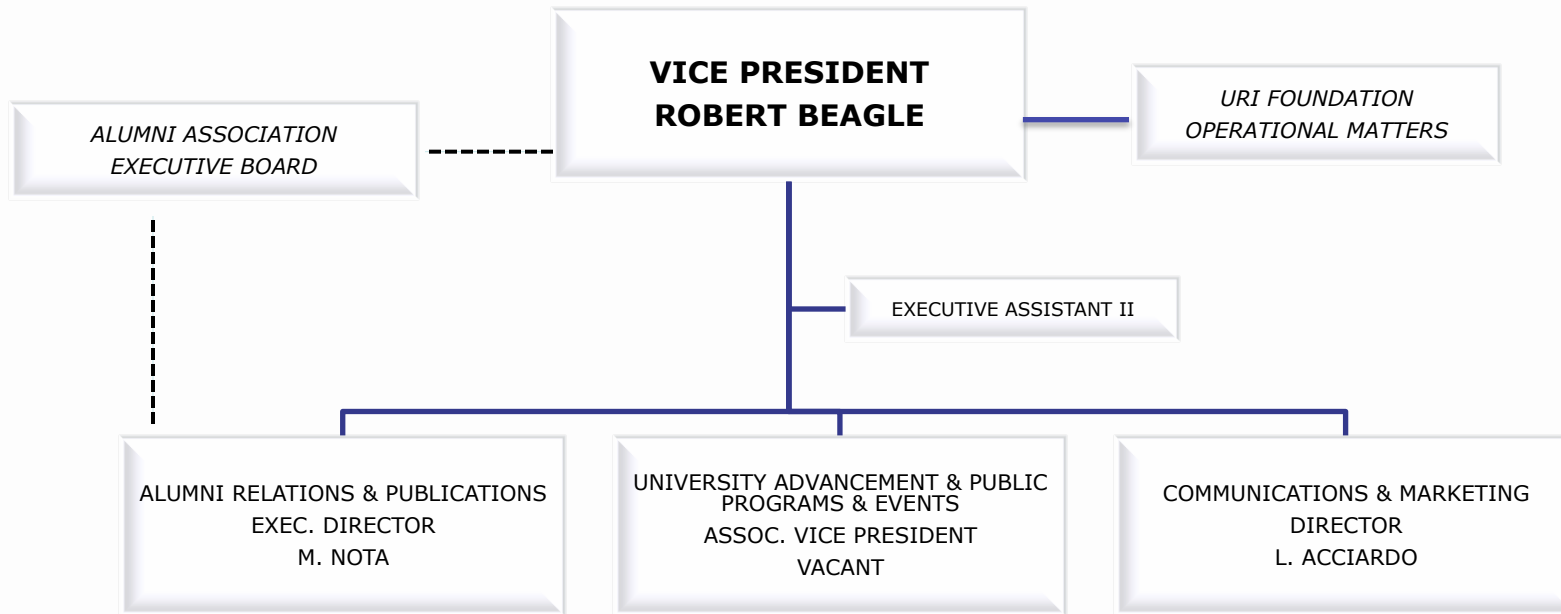 VICE PRESIDENT
ROBERT BEAGLE
ALUMNI ASSOCIATION
EXECUTIVE BOARD
URI FOUNDATION
OPERATIONAL MATTERS
EXECUTIVE ASSISTANT II
ALUMNI RELATIONS & PUBLICATIONS
EXEC. DIRECTOR
M. NOTA
UNIVERSITY ADVANCEMENT & PUBLIC
PROGRAMS & EVENTS
ASSOC. VICE PRESIDENT
VACANT
COMMUNICATIONS & MARKETING
DIRECTOR
L. ACCIARDO